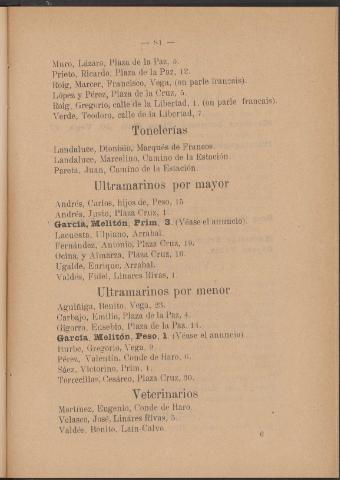 — 81 —
Muro, Lázaro, Plaza de la Paz, 5.
Prieto, Ricardo, Plaza de la Paz, 12.
Roig, Marcer, Francisco, Vega, (on parle francais).
López y Pérez, Plaza de la Cruz, 5.
Roig, Gregorio, calle de la Libertad, 1. (on parle francais).
Verde, Teodoro, calle de la Libertad, 7.
Tonelerías
Landaluce, Dionisio, Marqués de Francos.
Landaluce, Marcelino, Camino de la Estación.
Pareta, Juan, Camino de la Estación.
Ultramarinos por mayor
Andrés, Carlos, hijos de, Peso, 15
Andrés, Justo, Plaza Cruz, 1
García, Melitón, Prim, 3. (Véase el anuncio).
Lacuesta, Ulpiano, Arrabal.
Fernández, Antonio, Plaza Cruz, 19.
Ocina, y Almarza, Plaza Cruz, 16.
Ugalde, Enrique, Arrabal.
Valdés, Fidel, Linares Rivas, 1.
Ultramarinos por menor
Aguiñiga, Benito, Vega, 23.
Carbajo, Emilio, Plaza de la Paz, 4.
Gigorra, Eusebio, Plaza de la Paz, 14.
García, Melitón, Peso, 1. (Véase el anuncio)
Iturbe, Gregorio, Vega, 9.
Pérez, Valentín, Conde de Haro, 6.
Sáez, Victorino, Prim, 1.
Torrecillas, Cesáreo, Plaza Cruz, 30.
Veterinarios
Martínez, Eugenio, Conde de Haro.
Velasco, José, Linares Rivas, 5.
Valdés, Benito, Laín-Calvo.
6